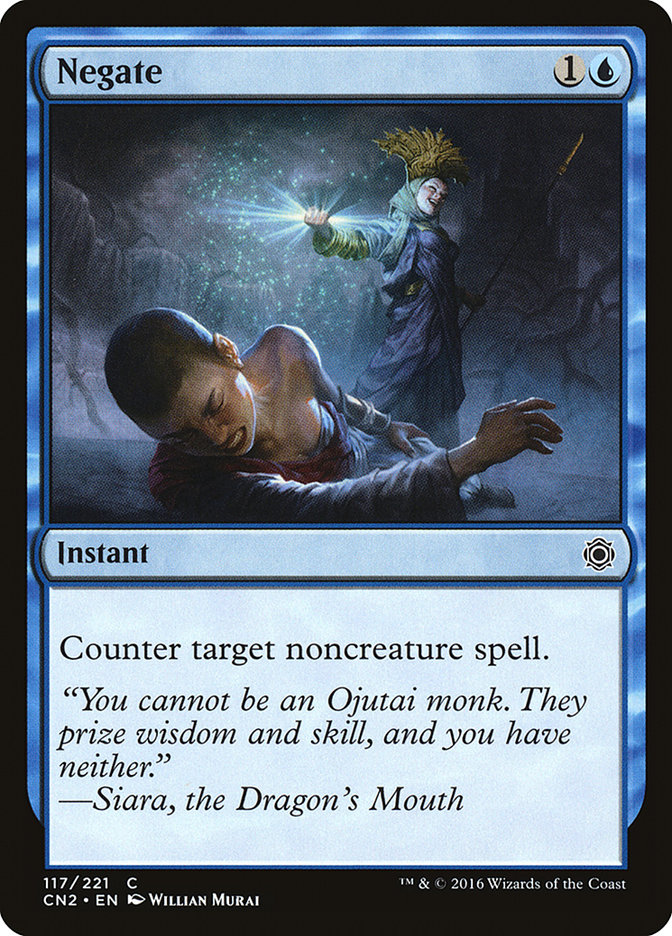 Negate
1
Instant
Counter target noncreature spell.
“You cannot be an Ojutai monk. They
prize wisdom and skill, and you have
neither.”
—Siara, the Dragon’s Mouth
117/221 C
CN2 • EN Willian Murai
™ & © 2016 Wizards of the Coast